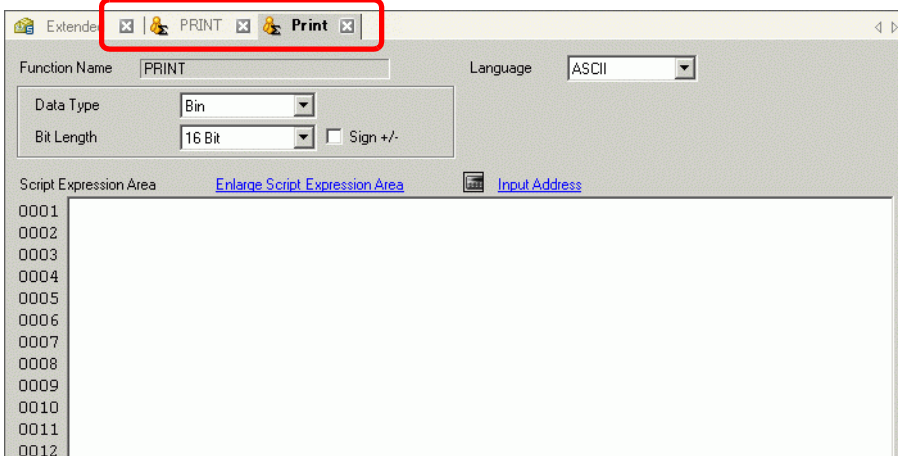 Extende PRINT Print
Function Name PRINT Language ASCII
Data Type Bin
Bit Length 16 Bit Sign +/-
Script Expression Area Enlarge Script Expression Area Input Address
0001
0002
0003
0004
0005
0006
0007
0008
0009
0010
0011
0012